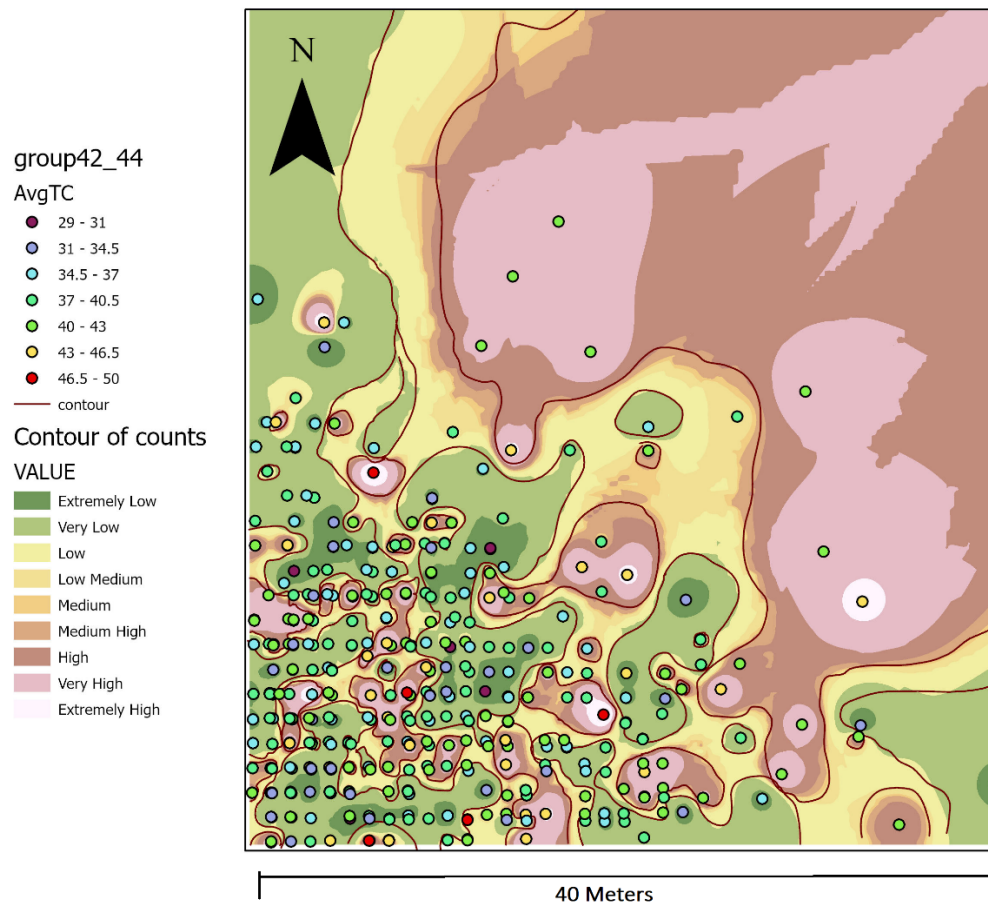 N
group42_44
AvgTC
29 - 31
31 - 34.5
34.5 - 37
37 - 40.5
40 - 43
43 - 46.5
46.5 - 50
contour
Contour of counts
VALUE
Extremely Low
Very Low
Low
Low Medium
Medium
Medium High
High
Very High
Extremely High
40 Meters